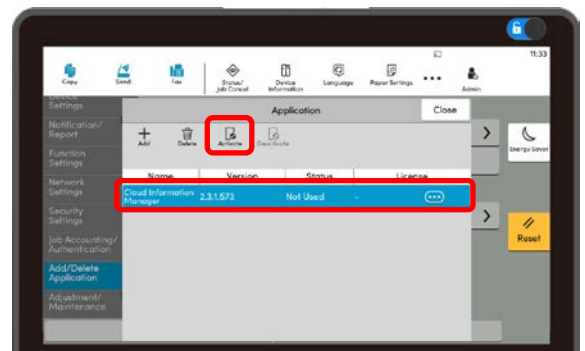 11:33
Copy
Send
Fax
Status/
Job Cancel
Device
Information
Language
Paper Settings
Admin
Settings
Notification/
Report
Function
Settings
Network
Settings
Security
Settings
Job Accounting/
Authentication
Add/Delete
Application
Adjustment/
Maintenance
Application
Close
Add
Delete
Activate
Deactivate
Name Version Status License
Cloud Information
Manager
2.3.1.573 Not Used -
Energy Saver
Reset